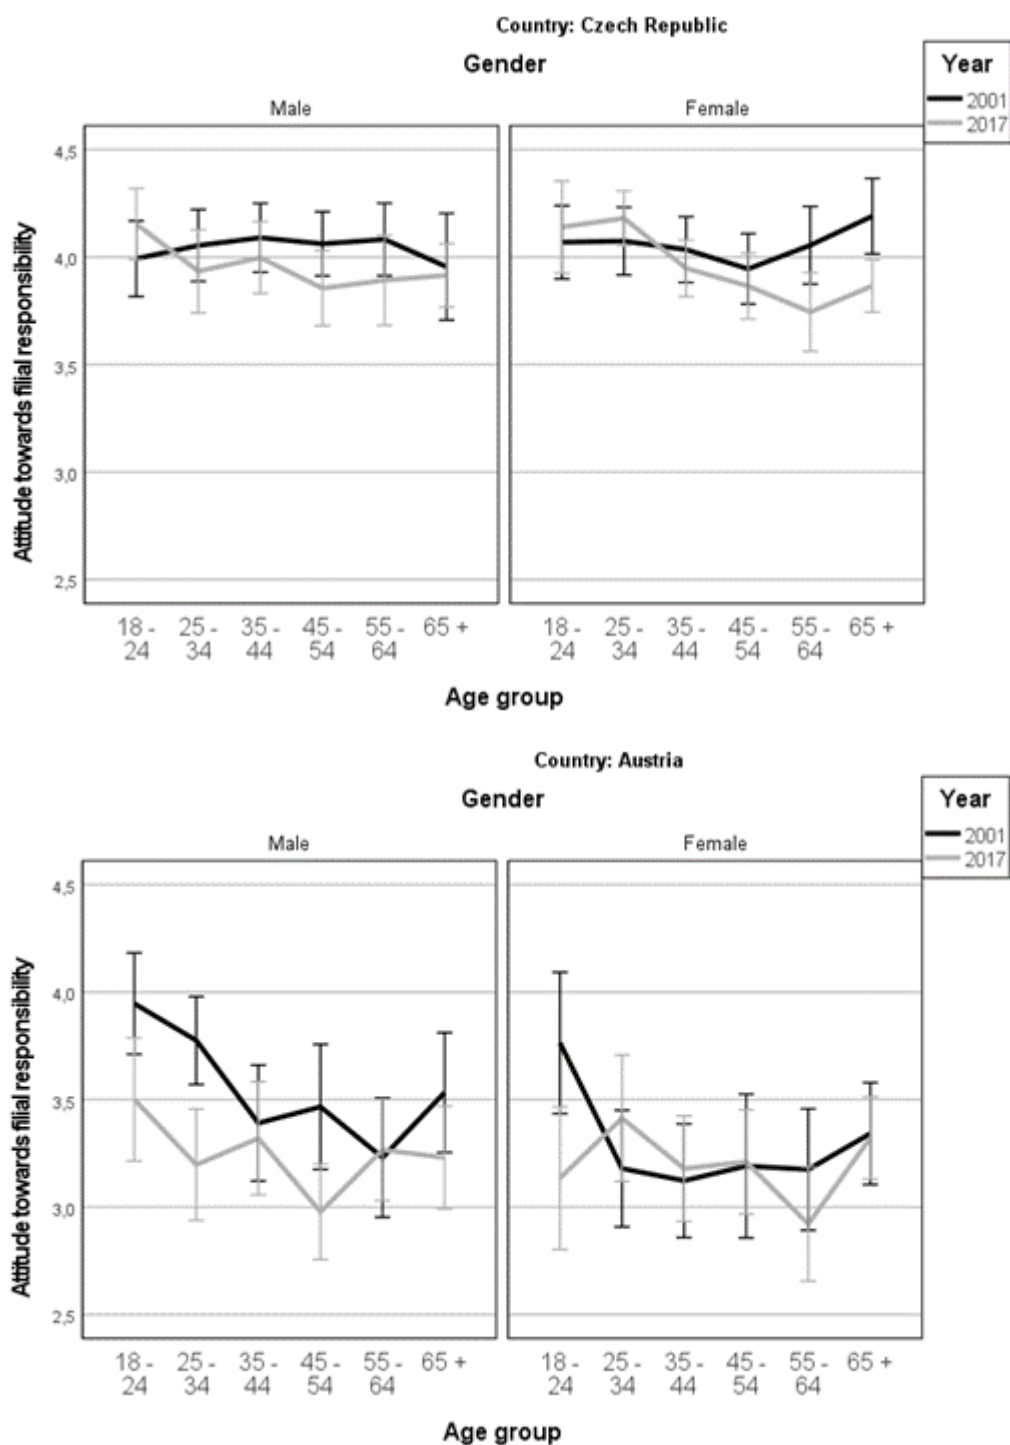 Country: Czech Republic
Gender
Year
2001
2017
Male
Female
Attitude towards filial responsibility
4,5
4,0
3,5
3,0
2,5
18 - 25 - 35 - 45 - 55 - 65 +
24 34 44 54 64
18 - 25 - 35 - 45 - 55 - 65 +
24 34 44 54 64
Age group
Country: Austria
Gender
Year
2001
2017
Male
Female
Attitude towards filial responsibility
4,5
4,0
3,5
3,0
2,5
18 - 25 - 35 - 45 - 55 - 65 +
24 34 44 54 64
18 - 25 - 35 - 45 - 55 - 65 +
24 34 44 54 64
Age group